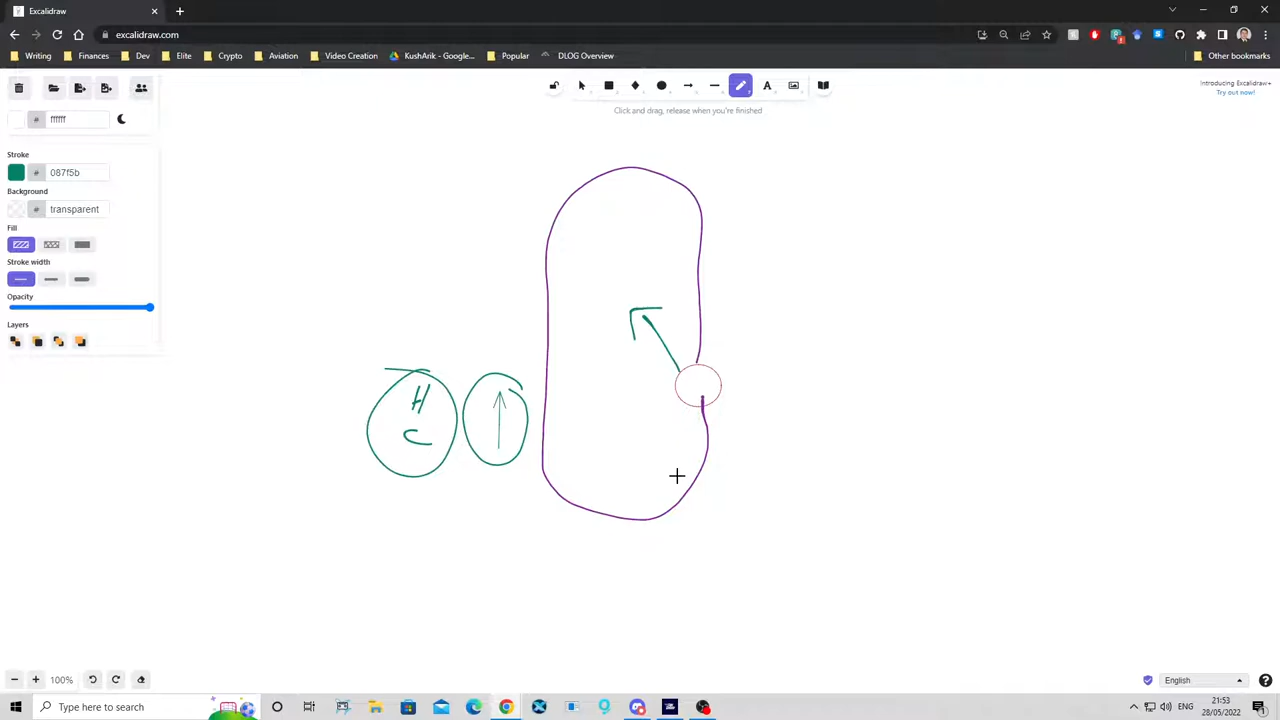 Excalidraw
excalidraw.com
Writing Finances Dev Elite Crypto Aviation Video Creation KushArik - Google... Popular DLOG Overview Other bookmarks
Introducing Excalidraw+
Try out now!
Click and drag, release when you're finished
# ffffff
Stroke
# 087f5b
Background
# transparent
Fill
Stroke width
Opacity
Layers
H
C
100%
English
Type here to search
ENG
21:53
28/05/2022